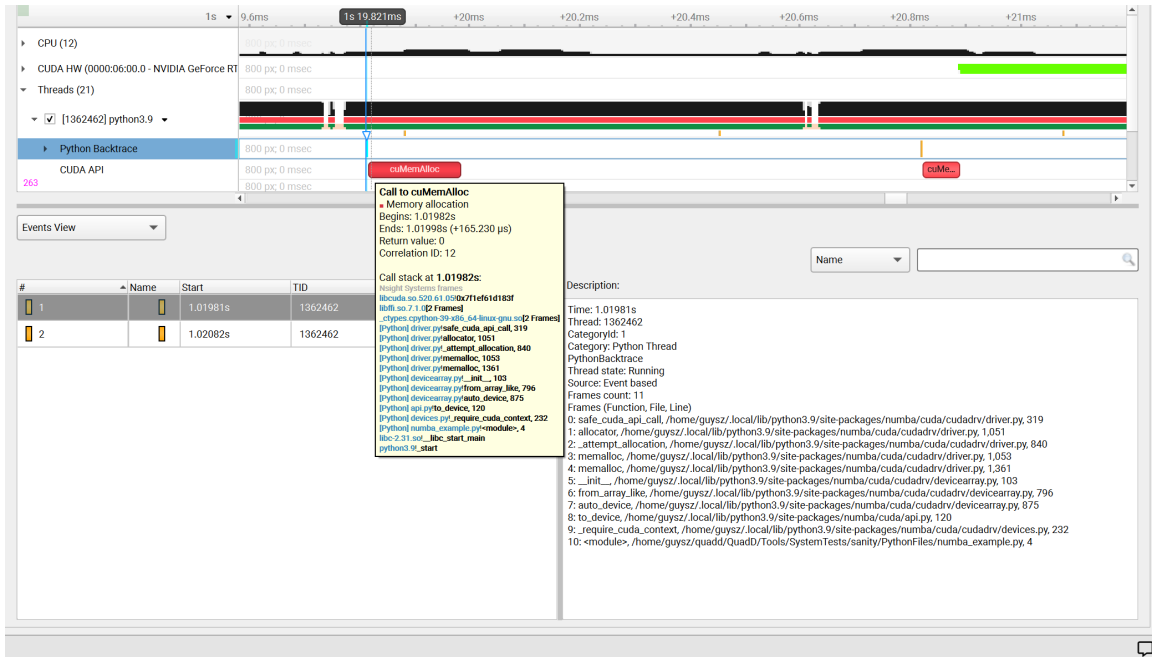 1s 9.6ms 1s 19.821ms +20ms +20.2ms +20.4ms +20.6ms +20.8ms +21ms
CPU (12)
CUDA HW (0000:06:00.0 - NVIDIA GeForce RT 800 px; 0 msec
Threads (21) 800 px; 0 msec
[1362462] python3.9
Python Backtrace 800 px; 0 msec
CUDA API 800 px; 0 msec cuMemAlloc cuMe...
263 800 px; 0 msec
Call to cuMemAlloc
Memory allocation
Begins: 1.01982s
Ends: 1.01998s (+165.230 μs)
Return value: 0
Correlation ID: 12
Call stack at 1.01982s:
Nsight Systems frames
libcuda.so.520.61.05!0x7f1ef61d183f
libffi.so.7.1.0[2 Frames]
_ctypes.cpython-39-x86_64-linux-gnu.so[2 Frames]
[Python] driver.py!safe_cuda_api_call, 319
[Python] driver.py!allocator, 1051
[Python] driver.py!_attempt_allocation, 840
[Python] driver.py!memalloc, 1053
[Python] driver.py!memalloc, 1361
[Python] devicearray.py!__init__, 103
[Python] devicearray.py!from_array_like, 796
[Python] devicearray.py!auto_device, 875
[Python] api.py!to_device, 120
[Python] devices.py!_require_cuda_context, 232
[Python] numba_example.py!<module>, 4
libc-2.31.so!__libc_start_main
python3.9!_start
Events View
Name
# Name Start TID
1 1.01981s 1362462
2 1.02082s 1362462
Description:
Time: 1.01981s
Thread: 1362462
CategoryId: 1
Category: Python Thread
PythonBacktrace
Thread state: Running
Source: Event based
Frames count: 11
Frames (Function, File, Line)
0: safe_cuda_api_call, /home/guysz/.local/lib/python3.9/site-packages/numba/cuda/cudadrv/driver.py, 319
1: allocator, /home/guysz/.local/lib/python3.9/site-packages/numba/cuda/cudadrv/driver.py, 1,051
2: _attempt_allocation, /home/guysz/.local/lib/python3.9/site-packages/numba/cuda/cudadrv/driver.py, 840
3: memalloc, /home/guysz/.local/lib/python3.9/site-packages/numba/cuda/cudadrv/driver.py, 1,053
4: memalloc, /home/guysz/.local/lib/python3.9/site-packages/numba/cuda/cudadrv/driver.py, 1,361
5: __init__, /home/guysz/.local/lib/python3.9/site-packages/numba/cuda/cudadrv/devicearray.py, 103
6: from_array_like, /home/guysz/.local/lib/python3.9/site-packages/numba/cuda/cudadrv/devicearray.py, 796
7: auto_device, /home/guysz/.local/lib/python3.9/site-packages/numba/cuda/cudadrv/devicearray.py, 875
8: to_device, /home/guysz/.local/lib/python3.9/site-packages/numba/cuda/api.py, 120
9: _require_cuda_context, /home/guysz/.local/lib/python3.9/site-packages/numba/cuda/cudadrv/devices.py, 232
10: <module>, /home/guysz/quadd/QuadD/Tools/SystemTests/sanity/PythonFiles/numba_example.py, 4